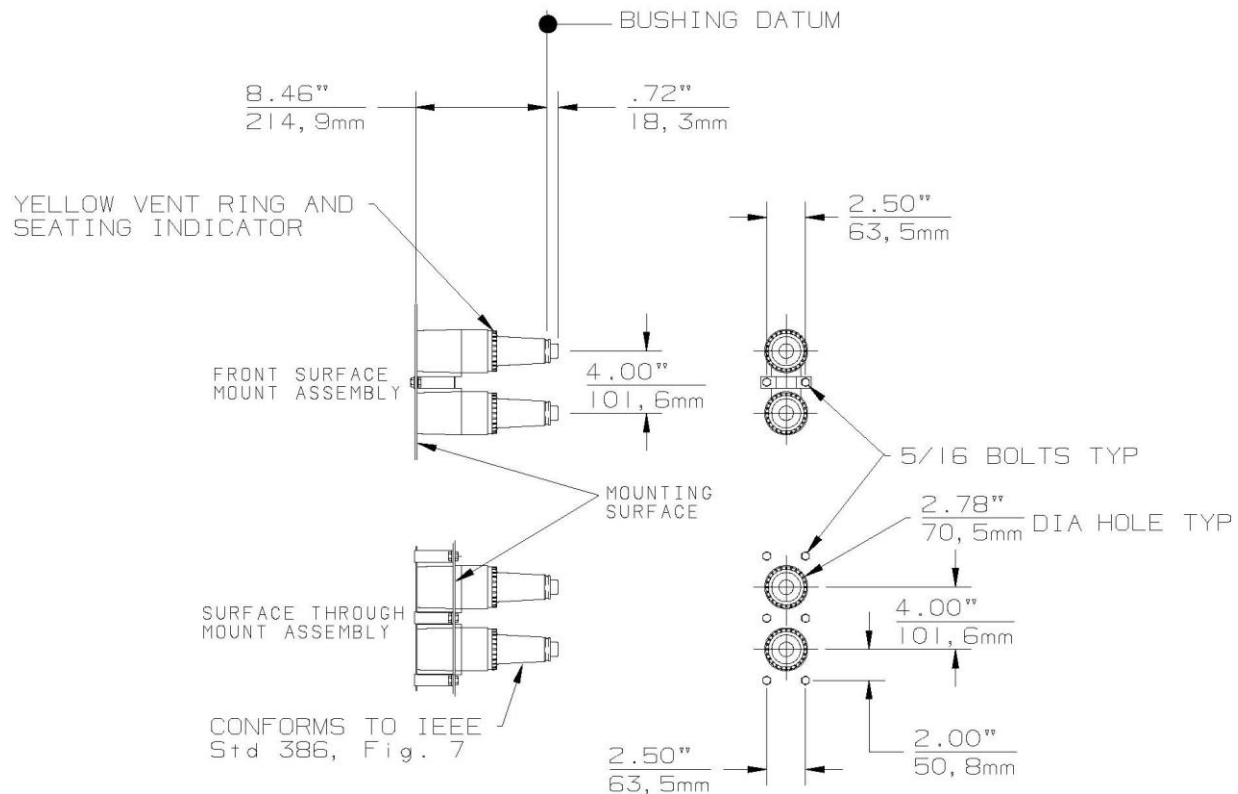 BUSHING DATUM
8.46"
214,9mm
.72"
18,3mm
YELLOW VENT RING AND
SEATING INDICATOR
2.50"
63,5mm
FRONT SURFACE
MOUNT ASSEMBLY
4.00"
101,6mm
5/16 BOLTS TYP
MOUNTING
SURFACE
2.78"
70,5mm
DIA HOLE TYP
SURFACE THROUGH
MOUNT ASSEMBLY
4.00"
101,6mm
CONFORMS TO IEEE
Std 386, Fig. 7
2.50"
63,5mm
2.00"
50,8mm